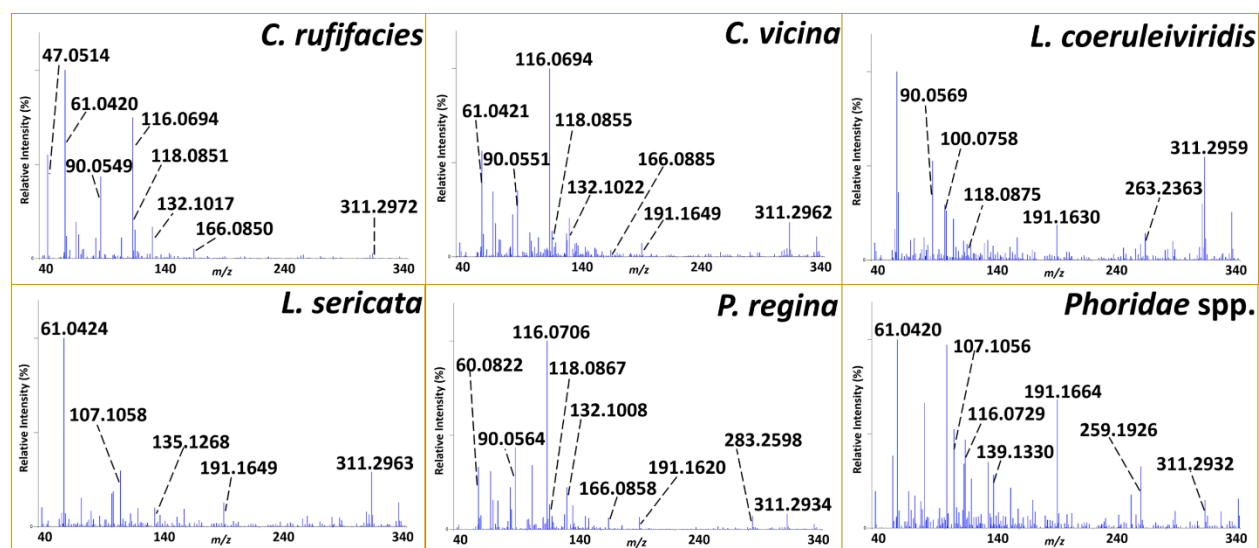 C. rufifacies
47.0514
61.0420
116.0694
118.0851
90.0549
132.1017
166.0850
311.2972
Relative Intensity (%)
40 140 m/z 240 340
C. vicina
116.0694
61.0421
118.0855
90.0551
166.0885
132.1022
191.1649
311.2962
Relative Intensity (%)
40 140 m/z 240 340
L. coeruleiviridis
90.0569
100.0758
311.2959
118.0875
263.2363
191.1630
Relative Intensity (%)
40 140 m/z 240 340
L. sericata
61.0424
107.1058
135.1268
191.1649
311.2963
Relative Intensity (%)
40 140 m/z 240 340
P. regina
116.0706
60.0822
118.0867
132.1008
90.0564
283.2598
191.1620
166.0858
311.2934
Relative Intensity (%)
40 140 m/z 240 340
Phoridae spp.
61.0420
107.1056
191.1664
116.0729
259.1926
139.1330
311.2932
Relative Intensity (%)
40 140 m/z 240 340